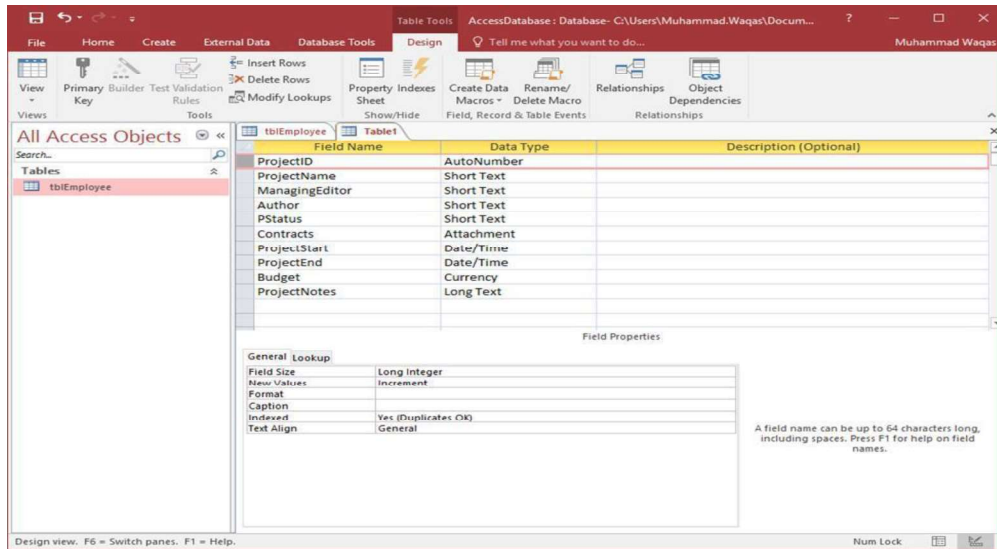 Table Tools
AccessDatabase : Database- C:\Users\Muhammad.Waqas\Docum...
?
File Home Create External Data Database Tools Design Tell me what you want to do... Muhammad Waqas
View
Primary Key
Builder
Test Validation Rules
Insert Rows
Delete Rows
Modify Lookups
Property Sheet
Indexes
Create Data Macros
Rename/ Delete Macro
Relationships
Object Dependencies
Views Tools Show/Hide Field, Record & Table Events Relationships
All Access Objects
Search...
Tables
tblEmployee
tblEmployee Table1
Field Name Data Type Description (Optional)
ProjectID AutoNumber
ProjectName Short Text
ManagingEditor Short Text
Author Short Text
PStatus Short Text
Contracts Attachment
ProjectStart Date/Time
ProjectEnd Date/Time
Budget Currency
ProjectNotes Long Text
Field Properties
General Lookup
Field Size Long Integer
New Values Increment
Format
Caption
Indexed Yes (Duplicates OK)
Text Align General
A field name can be up to 64 characters long,
including spaces. Press F1 for help on field
names.
Design view. F6 = Switch panes. F1 = Help.
Num Lock